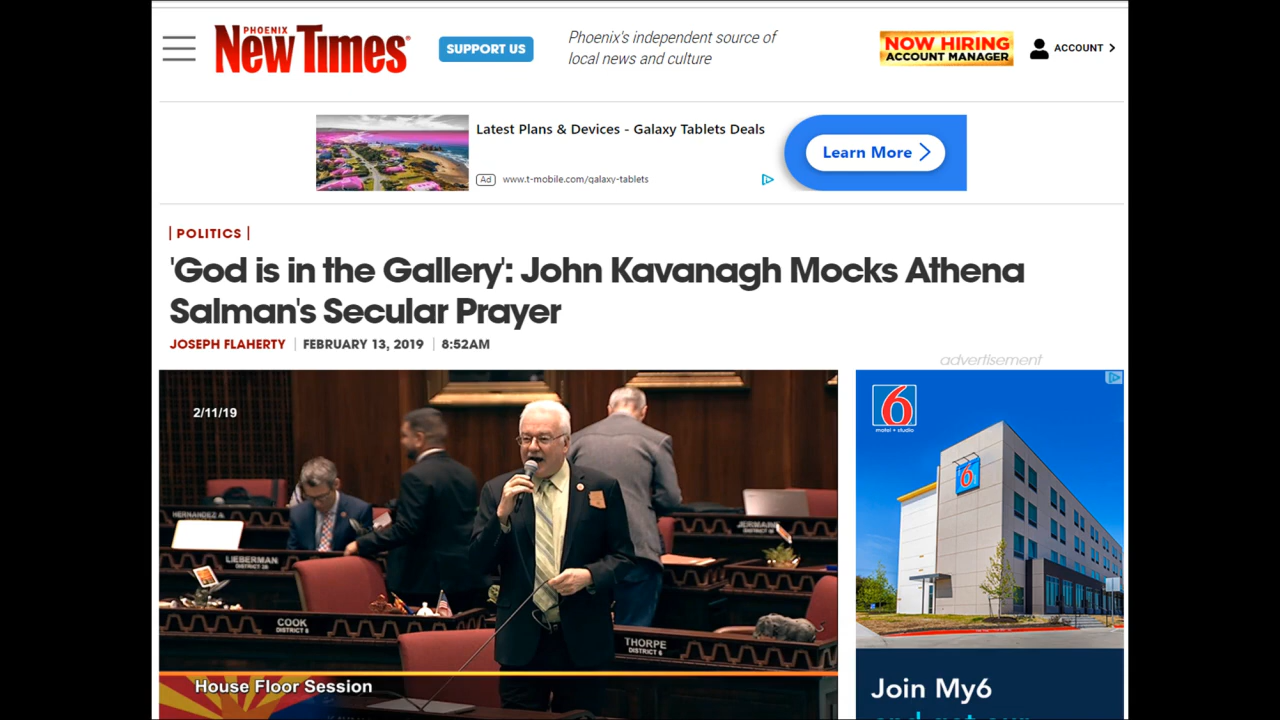 PHOENIX
New Times
SUPPORT US
Phoenix's independent source of
local news and culture
NOW HIRING
ACCOUNT MANAGER
ACCOUNT
Latest Plans & Devices - Galaxy Tablets Deals
Ad www.t-mobile.com/galaxy-tablets
Learn More
| POLITICS |
'God is in the Gallery': John Kavanagh Mocks Athena
Salman's Secular Prayer
JOSEPH FLAHERTY | FEBRUARY 13, 2019 | 8:52AM
advertisement
2/11/19
HERNANDEZ A.
LIEBERMAN
DISTRICT 28
COOK
DISTRICT 8
JERMAINE
THORPE
DISTRICT 6
House Floor Session
6
motel + studio
6
Join My6